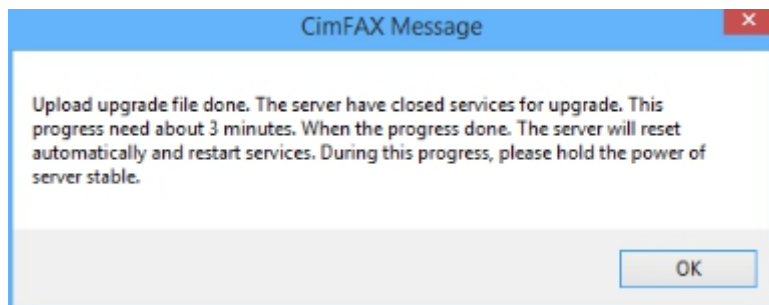 CimFAX Message
Upload upgrade file done. The server have closed services for upgrade. This
progress need about 3 minutes. When the progress done. The server will reset
automatically and restart services. During this progress, please hold the power of
server stable.
OK